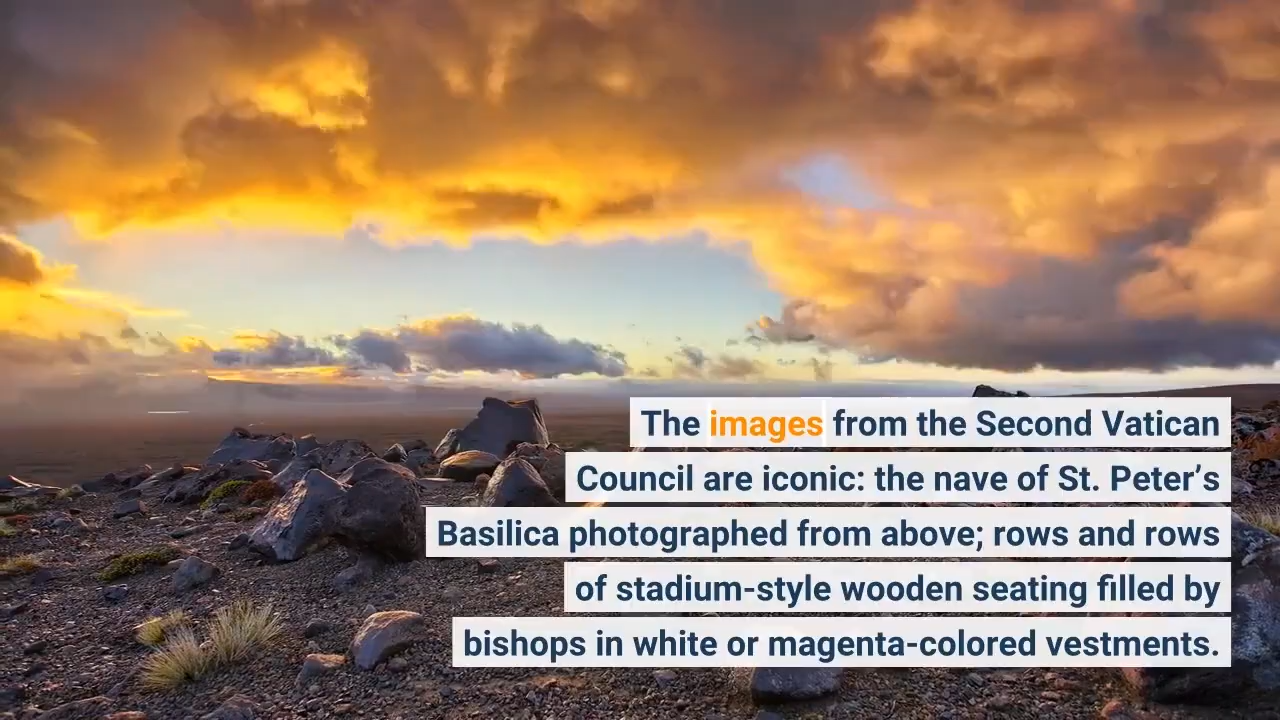 The images from the Second Vatican
Council are iconic: the nave of St. Peter’s
Basilica photographed from above; rows and rows
of stadium-style wooden seating filled by
bishops in white or magenta-colored vestments.